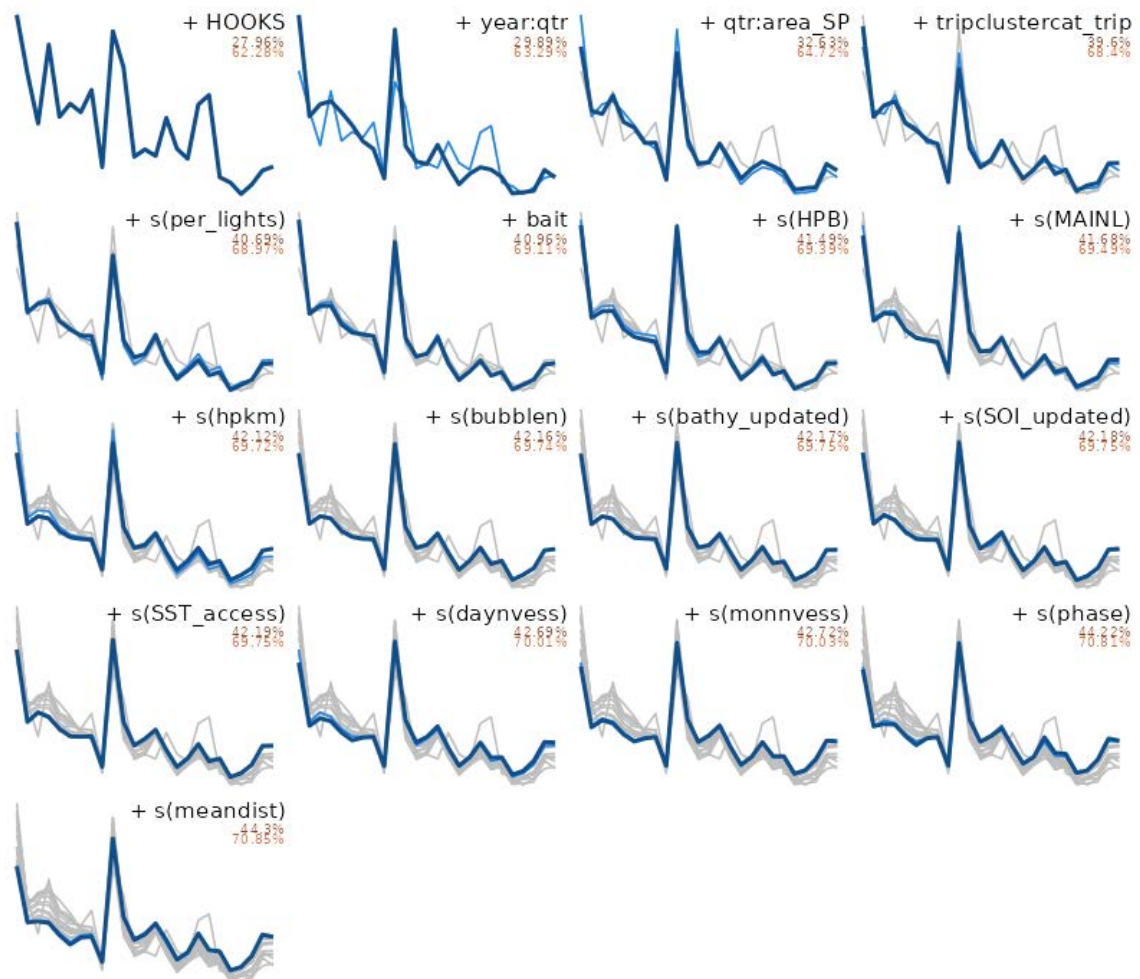 + HOOKS
27.96%
62.28%
+ year:qtr
29.89%
63.29%
+ qtr:area_SP
32.63%
64.72%
+ tripclustercat_trip
39.6%
68.4%
+ s(per_lights)
40.69%
68.97%
+ bait
40.96%
69.11%
+ s(HPB)
41.49%
69.39%
+ s(MAINL)
41.68%
69.49%
+ s(hpkm)
42.12%
69.72%
+ s(bubblen)
42.16%
69.74%
+ s(bathy_updated)
42.17%
69.75%
+ s(SOI_updated)
42.18%
69.75%
+ s(SST_access)
42.19%
69.75%
+ s(daynvess)
42.69%
70.01%
+ s(monnvess)
42.72%
70.03%
+ s(phase)
44.22%
70.81%
+ s(meandist)
44.3%
70.85%